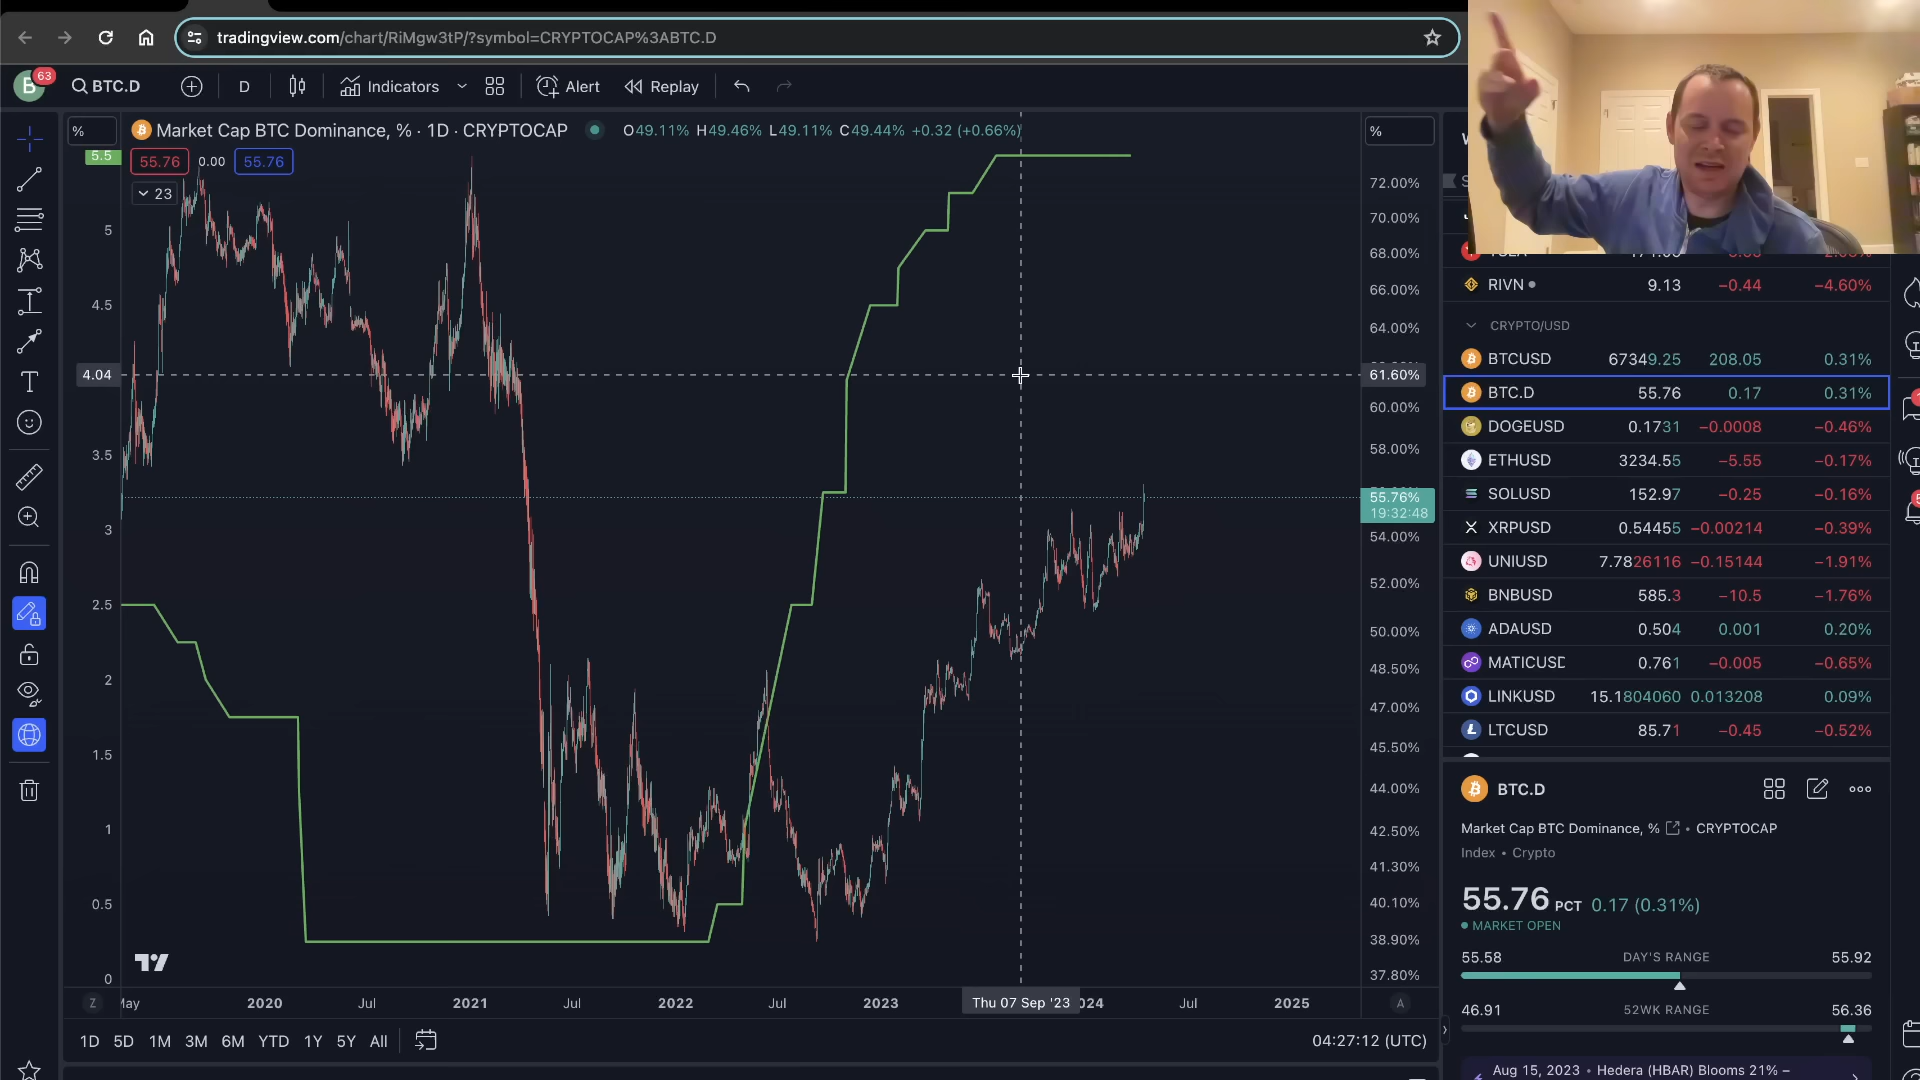 tradingview.com/chart/RiMgw3tP/?symbol=CRYPTOCAP%3ABTC.D
B 63 BTC.D D Indicators Alert Replay
% Market Cap BTC Dominance, % · 1D · CRYPTOCAP O49.11% H49.46% L49.11% C49.44% +0.32 (+0.66%) %
5.5 55.76 0.00 55.76
23
72.00%
70.00%
5
68.00%
66.00%
4.5
64.00%
4.04 61.60%
60.00%
3.5 58.00%
55.76%
19:32:48
3 54.00%
52.00%
2.5
50.00%
48.50%
2
47.00%
45.50%
1.5
44.00%
1 42.50%
41.30%
0.5 40.10%
38.90%
0 37.80%
Z May 2020 Jul 2021 Jul 2022 Jul 2023 Thu 07 Sep '23 024 Jul 2025 A
1D 5D 1M 3M 6M YTD 1Y 5Y All 04:27:12 (UTC)
RIVN 9.13 −0.44 −4.60%
CRYPTO/USD
BTCUSD 67349.25 208.05 0.31%
BTC.D 55.76 0.17 0.31%
DOGEUSD 0.1731 −0.0008 −0.46%
ETHUSD 3234.55 −5.55 −0.17%
SOLUSD 152.97 −0.25 −0.16%
XRPUSD 0.54455 −0.00214 −0.39%
UNIUSD 7.7826116 −0.15144 −1.91%
BNBUSD 585.3 −10.5 −1.76%
ADAUSD 0.504 0.001 0.20%
MATICUSD 0.761 −0.005 −0.65%
LINKUSD 15.1804060 0.013208 0.09%
LTCUSD 85.71 −0.45 −0.52%
BTC.D
Market Cap BTC Dominance, % • CRYPTOCAP
Index • Crypto
55.76 PCT 0.17 (0.31%)
MARKET OPEN
55.58 DAY'S RANGE 55.92
46.91 52WK RANGE 56.36
Aug 15, 2023 • Hedera (HBAR) Blooms 21% –